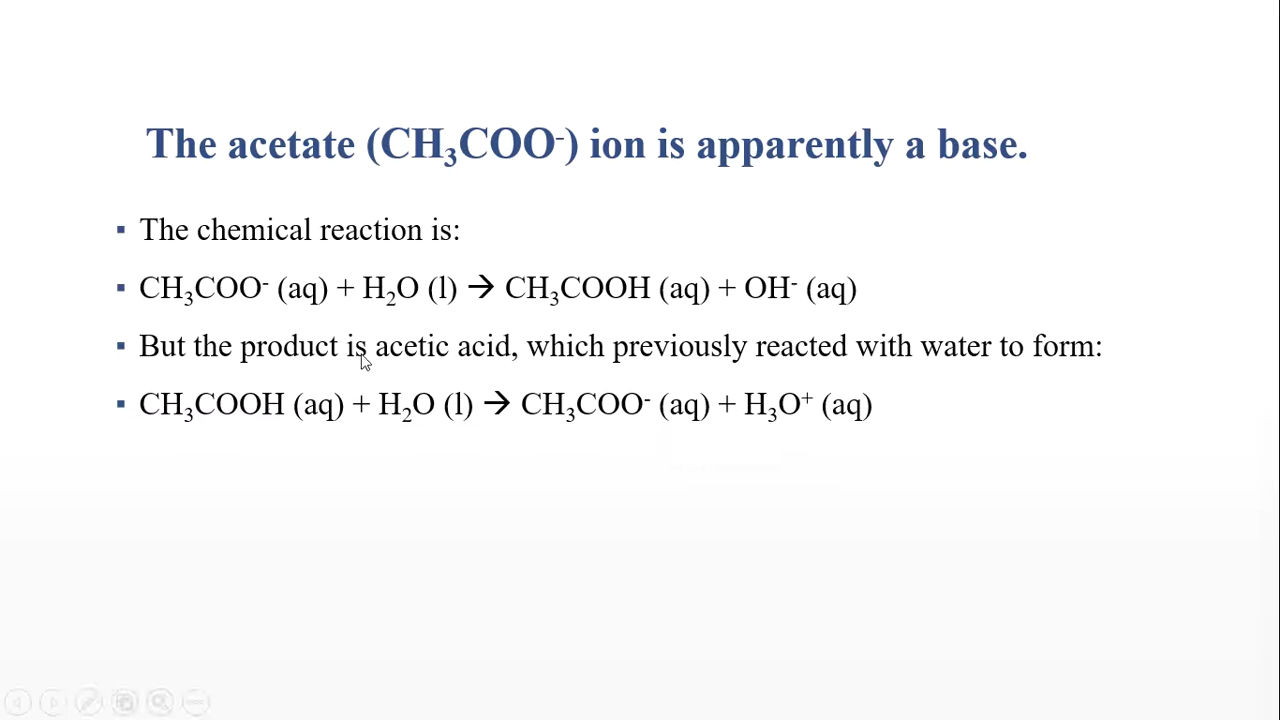 The acetate (CH₃COO⁻) ion is apparently a base.
▪ The chemical reaction is:
▪ CH₃COO⁻ (aq) + H₂O (l) → CH₃COOH (aq) + OH⁻ (aq)
▪ But the product is acetic acid, which previously reacted with water to form:
▪ CH₃COOH (aq) + H₂O (l) → CH₃COO⁻ (aq) + H₃O⁺ (aq)